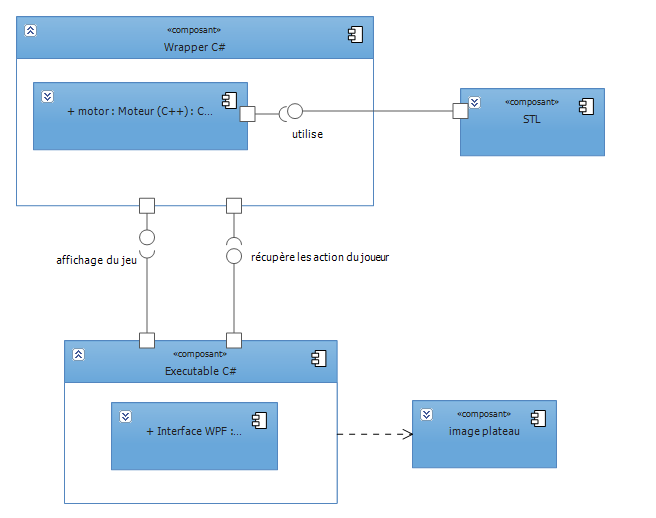 «composant»
Wrapper C#
+ motor : Moteur (C++) : C...
«composant»
STL
utilise
affichage du jeu
récupère les action du joueur
«composant»
Executable C#
+ Interface WPF :...
«composant»
image plateau